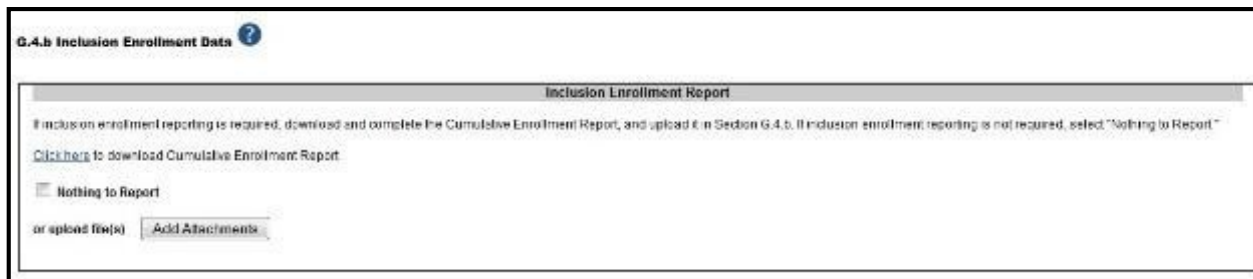 G.4.b Inclusion Enrollment Data ?
Inclusion Enrollment Report
If inclusion enrollment reporting is required, download and complete the Cumulative Enrollment Report, and upload it in Section G.4.b. If inclusion enrollment reporting is not required, select "Nothing to Report."
Click here to download Cumulative Enrollment Report
Nothing to Report
or upload file(s) Add Attachments